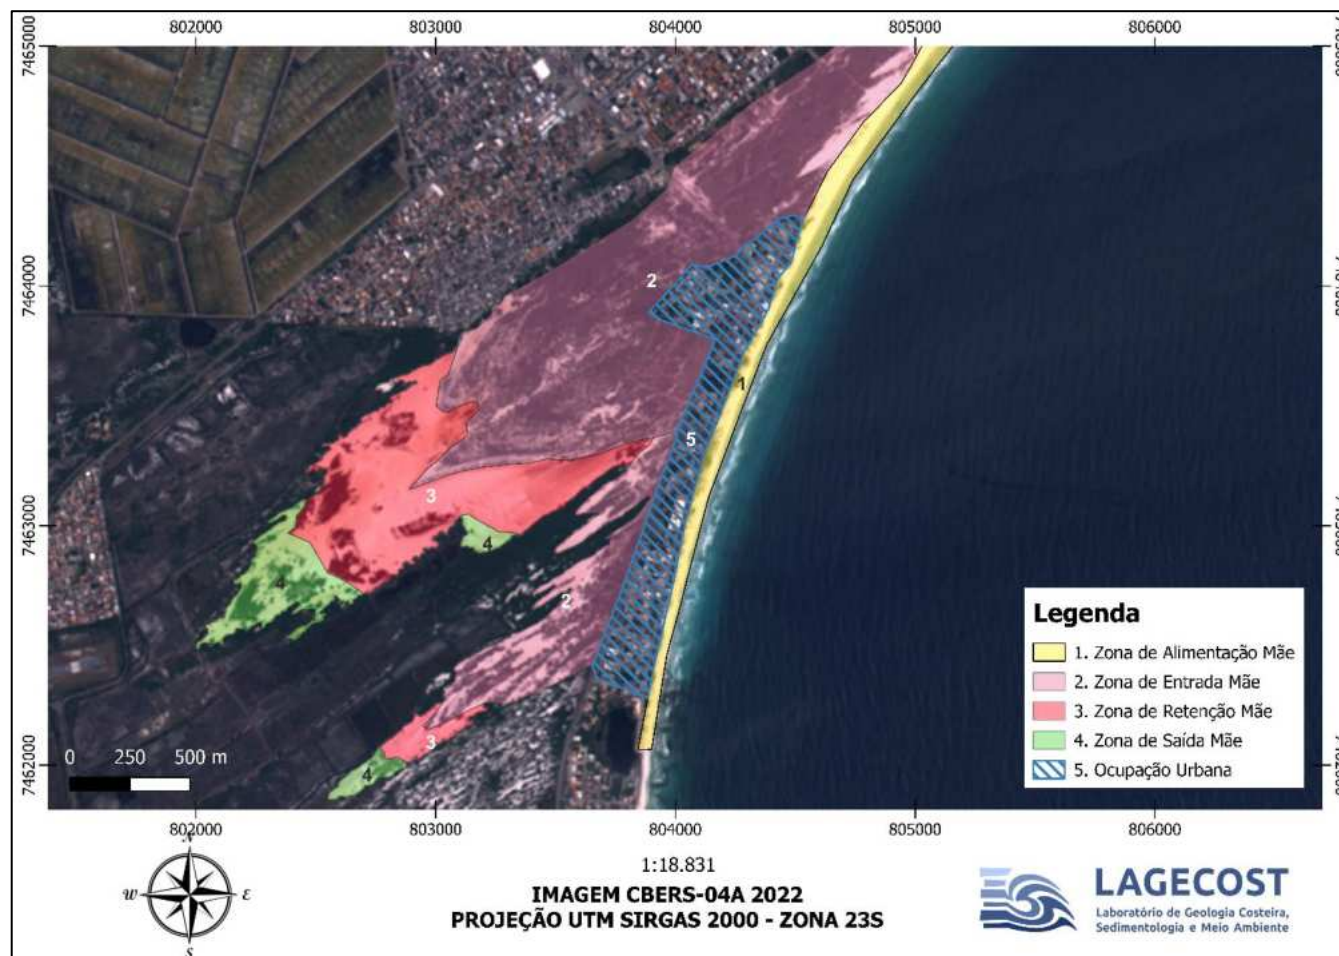 802000 803000 804000 805000 806000
7465000
7464000
7463000
7462000
2
1
5
3
4
4
2
3
4
0 250 500 m
Legenda
1. Zona de Alimentação Mãe
2. Zona de Entrada Mãe
3. Zona de Retenção Mãe
4. Zona de Saída Mãe
5. Ocupação Urbana
802000 803000 804000 805000 806000
N
W E
S
1:18.831
IMAGEM CBERS-04A 2022
PROJEÇÃO UTM SIRGAS 2000 - ZONA 23S
LAGECOST
Laboratório de Geologia Costeira,
Sedimentologia e Meio Ambiente